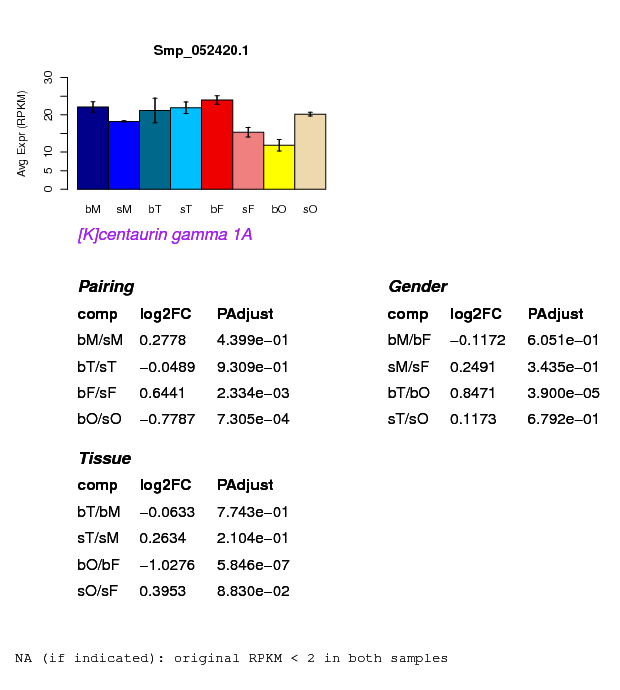 Smp_052420.1
Avg Expr (RPKM)
0 5 10 20 30
bM sM bT sT bF sF bO sO
[K]centaurin gamma 1A
Pairing
comp log2FC PAdjust
bM/sM 0.2778 4.399e−01
bT/sT −0.0489 9.309e−01
bF/sF 0.6441 2.334e−03
bO/sO −0.7787 7.305e−04
Gender
comp log2FC PAdjust
bM/bF −0.1172 6.051e−01
sM/sF 0.2491 3.435e−01
bT/bO 0.8471 3.900e−05
sT/sO 0.1173 6.792e−01
Tissue
comp log2FC PAdjust
bT/bM −0.0633 7.743e−01
sT/sM 0.2634 2.104e−01
bO/bF −1.0276 5.846e−07
sO/sF 0.3953 8.830e−02
NA (if indicated): original RPKM < 2 in both samples